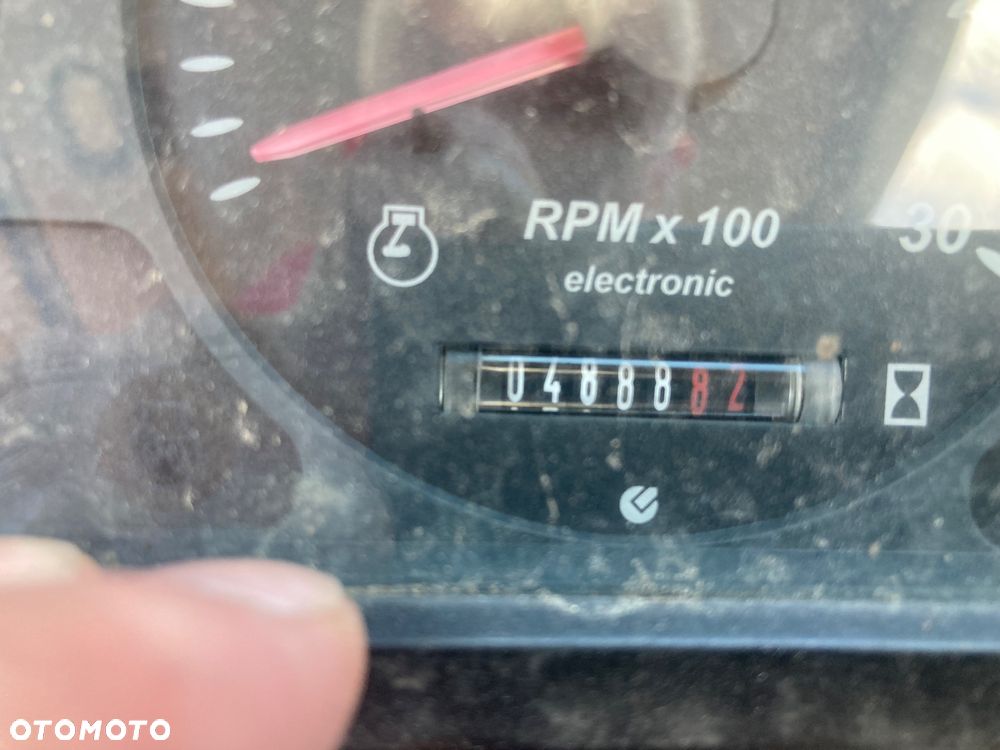 RPM x 100
30
electronic
0488882
OTOMOTO